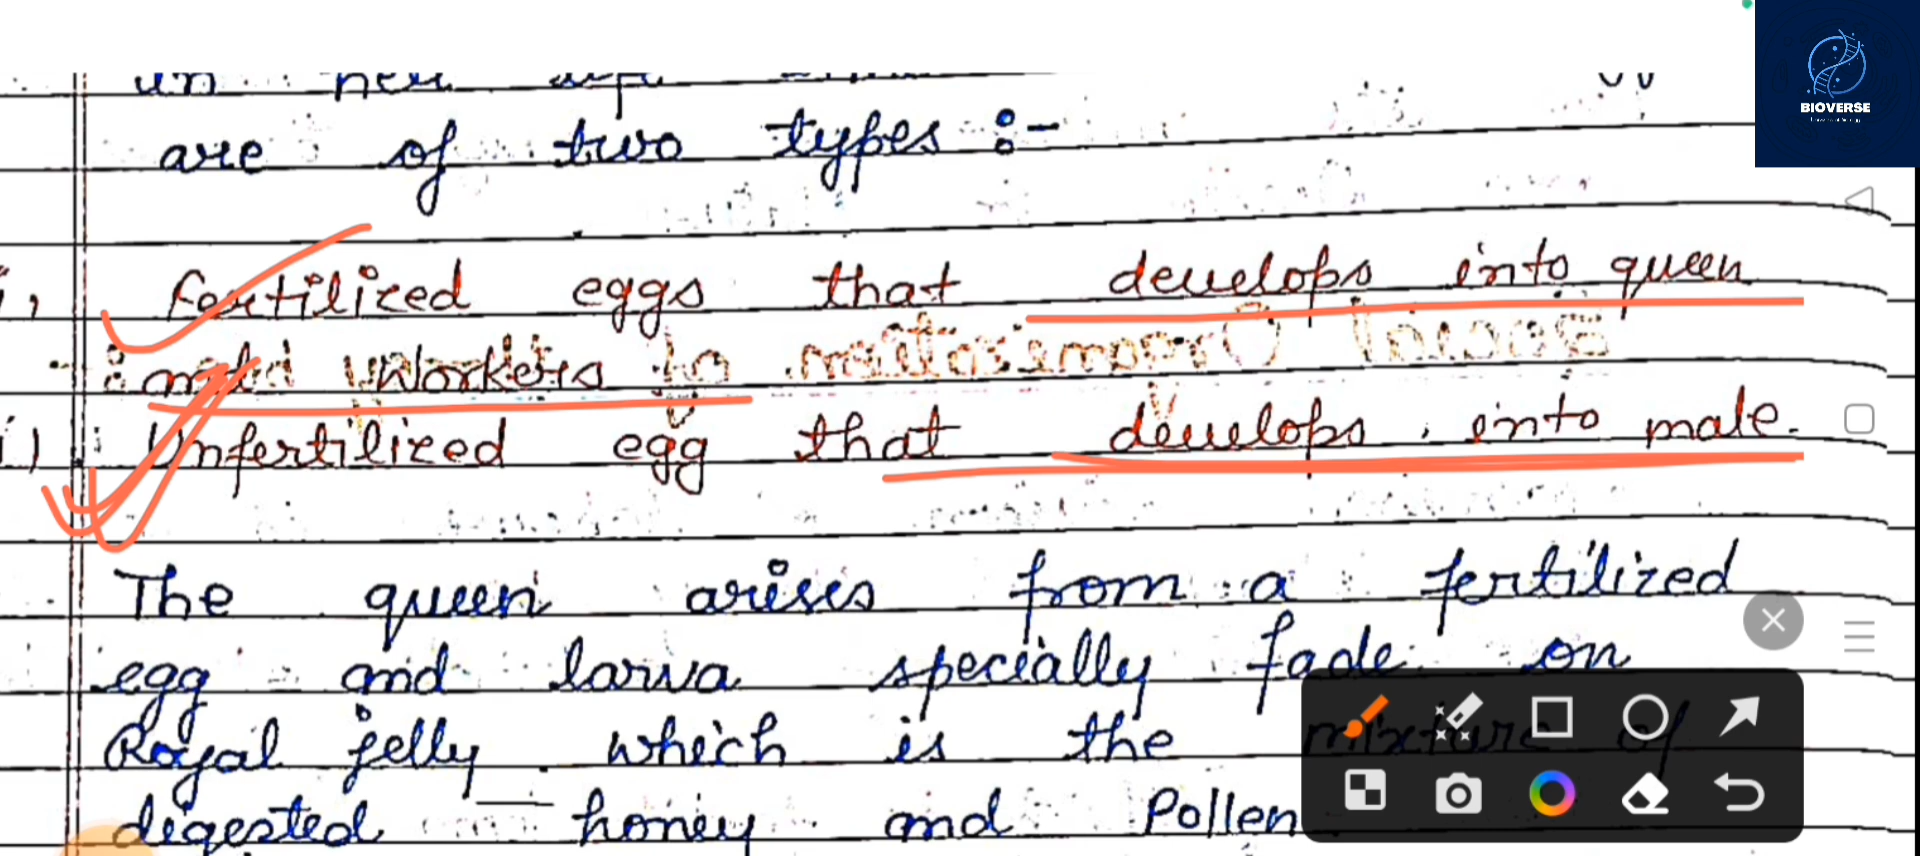 are of two types :-
BIOVERSE
i, fertilized eggs that develops into queen
and workers
i) Unfertilized egg that develops into male.
The queen arises from a fertilized
egg and larva specially fade on
Royal jelly which is the mixture of
digested honey and Pollen